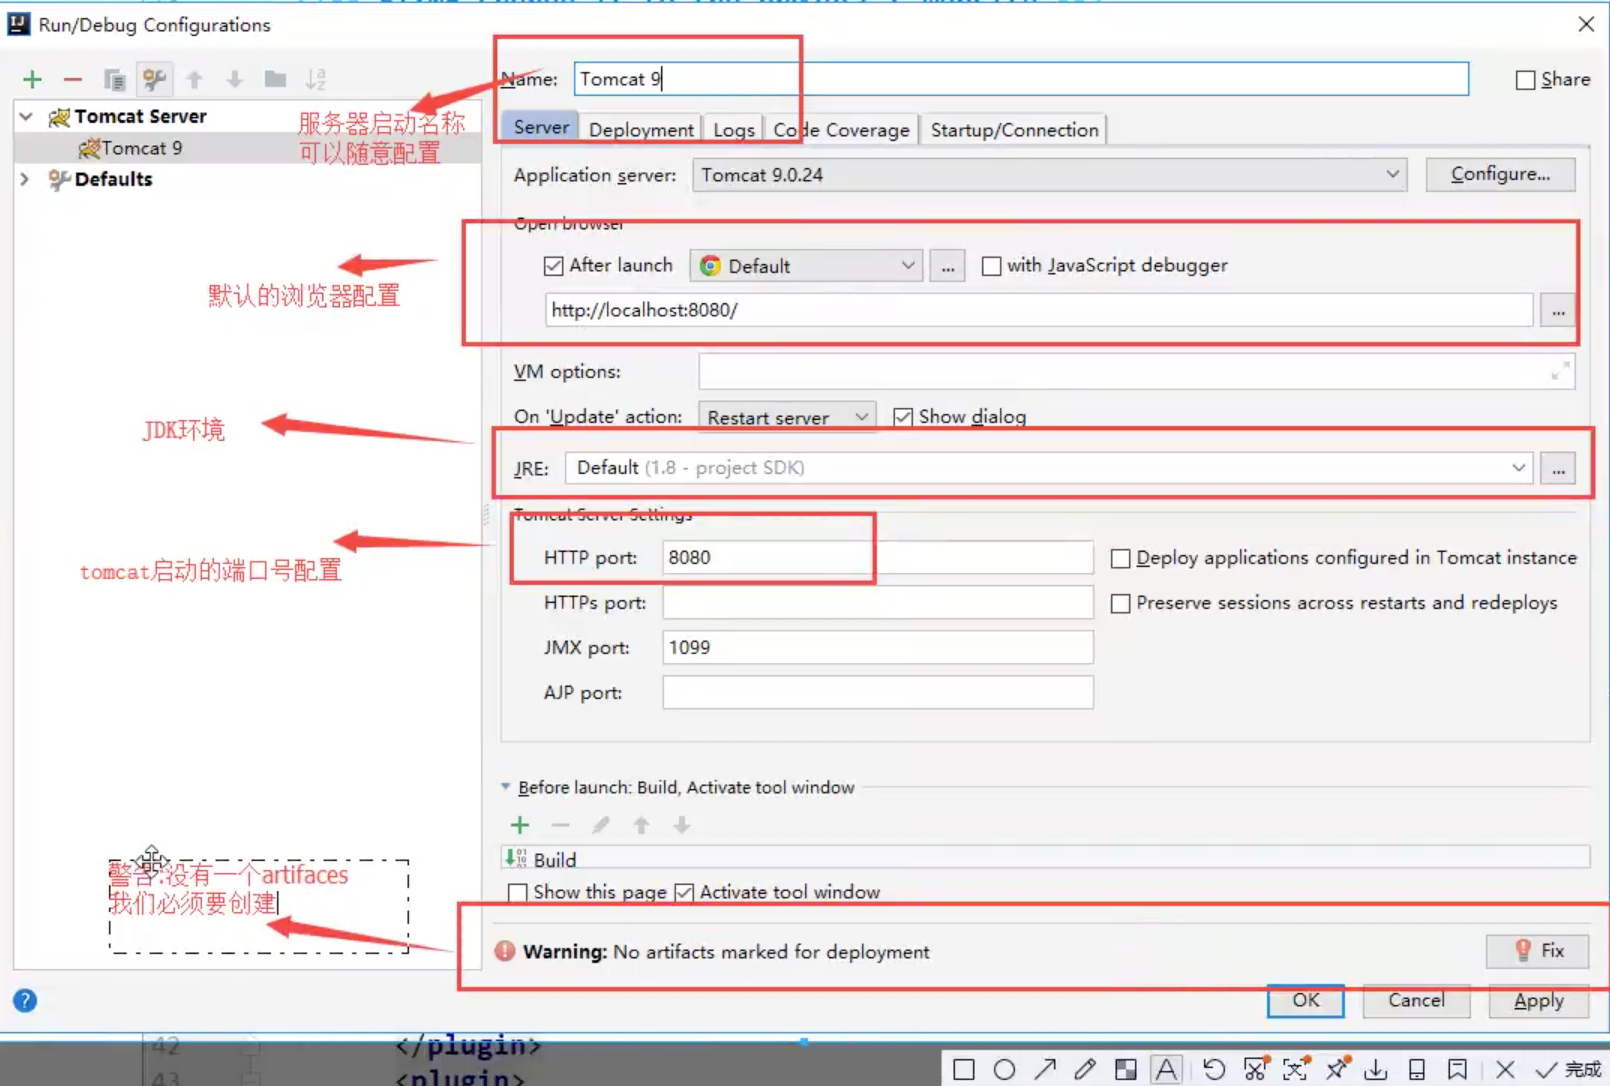 Run/Debug Configurations
Name: Tomcat 9
Share
Tomcat Server
Tomcat 9
Defaults
服务器启动名称
可以随意配置
Server Deployment Logs Code Coverage Startup/Connection
Application server: Tomcat 9.0.24 Configure...
Open browser
After launch Default ... with JavaScript debugger
默认的浏览器配置
http://localhost:8080/ ...
VM options:
On 'Update' action: Restart server Show dialog
JDK环境
JRE: Default (1.8 - project SDK) ...
Tomcat Server Settings
HTTP port: 8080 Deploy applications configured in Tomcat instance
tomcat启动的端口号配置
HTTPs port: Preserve sessions across restarts and redeploys
JMX port: 1099
AJP port:
Before launch: Build, Activate tool window
Build
Show this page Activate tool window
警告:没有一个artifaces
我们必须要创建
Warning: No artifacts marked for deployment Fix
OK Cancel Apply
42 </plugin>
43 <plugin>
完成